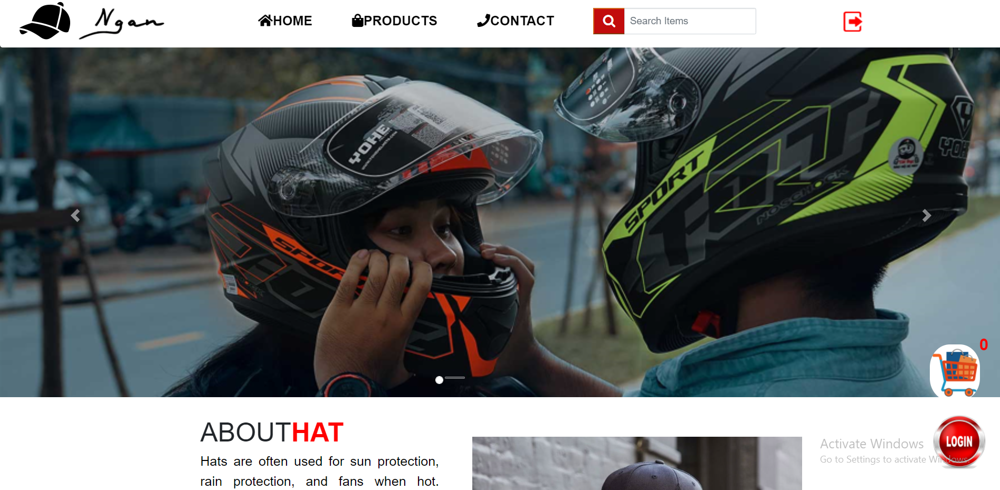 Ngan
HOME
PRODUCTS
CONTACT
Search Items
YOHE
SPORT
NOSCHOCK
YOHE
SPORT
0
ABOUTHAT
Hats are often used for sun protection,
rain protection, and fans when hot.
Activate Windows
Go to Settings to activate Windows.
LOGIN